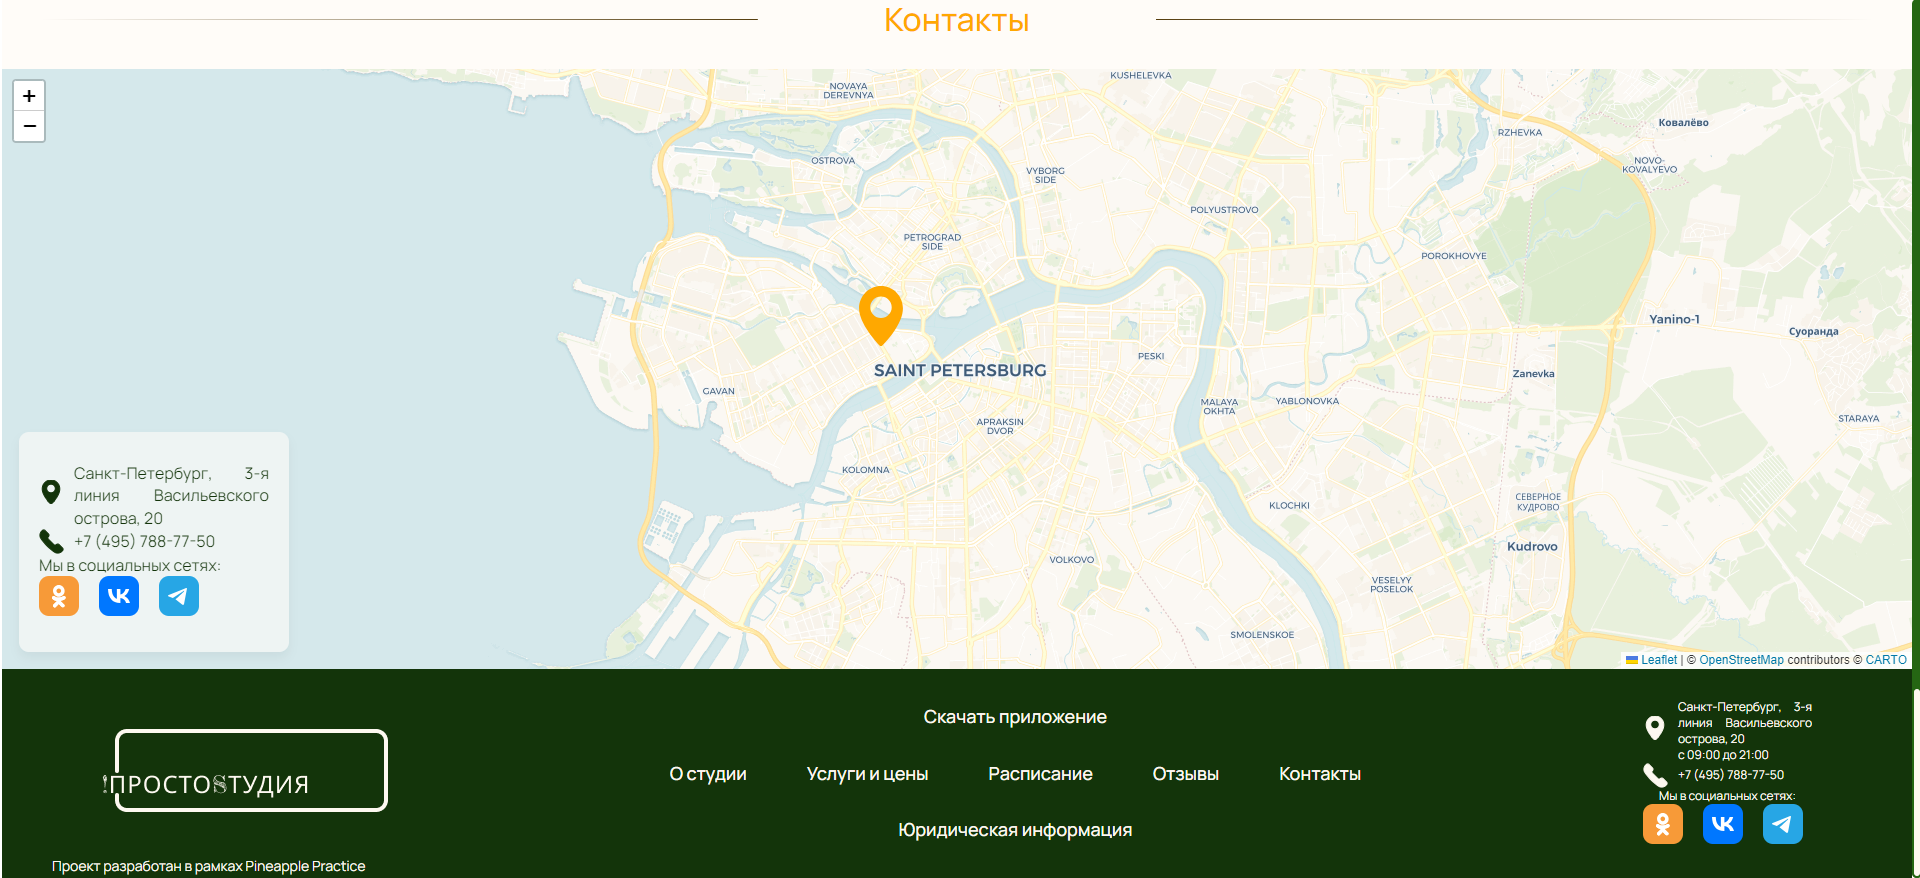 Контакты
+
−
KUSHELEVKA
NOVAYA
DEREVNYA
Ковалёво
RZHEVKA
OSTROVA
NOVO-
KOVALYEVO
VYBORG
SIDE
POLYUSTROVO
PETROGRAD
SIDE
POROKHOVYE
Yanino-1
Суоранда
PESKI
SAINT PETERSBURG
Zanevka
GAVAN
MALAYA
OKHTA
YABLONOVKA
STARAYA
APRAKSIN
DVOR
KOLOMNA
Санкт-Петербург, 3-я
линия Васильевского
острова, 20
+7 (495) 788-77-50
Мы в социальных сетях:
СЕВЕРНОЕ
КУДРОВО
KLOCHKI
Kudrovo
VOLKOVO
VESELYY
POSELOK
SMOLENSKOE
Leaflet | © OpenStreetMap contributors © CARTO
!ПРОСТОSТУДИЯ
Проект разработан в рамках Pineapple Practice
Скачать приложение
О студии Услуги и цены Расписание Отзывы Контакты
Юридическая информация
Санкт-Петербург, 3-я
линия Васильевского
острова, 20
с 09:00 до 21:00
+7 (495) 788-77-50
Мы в социальных сетях: